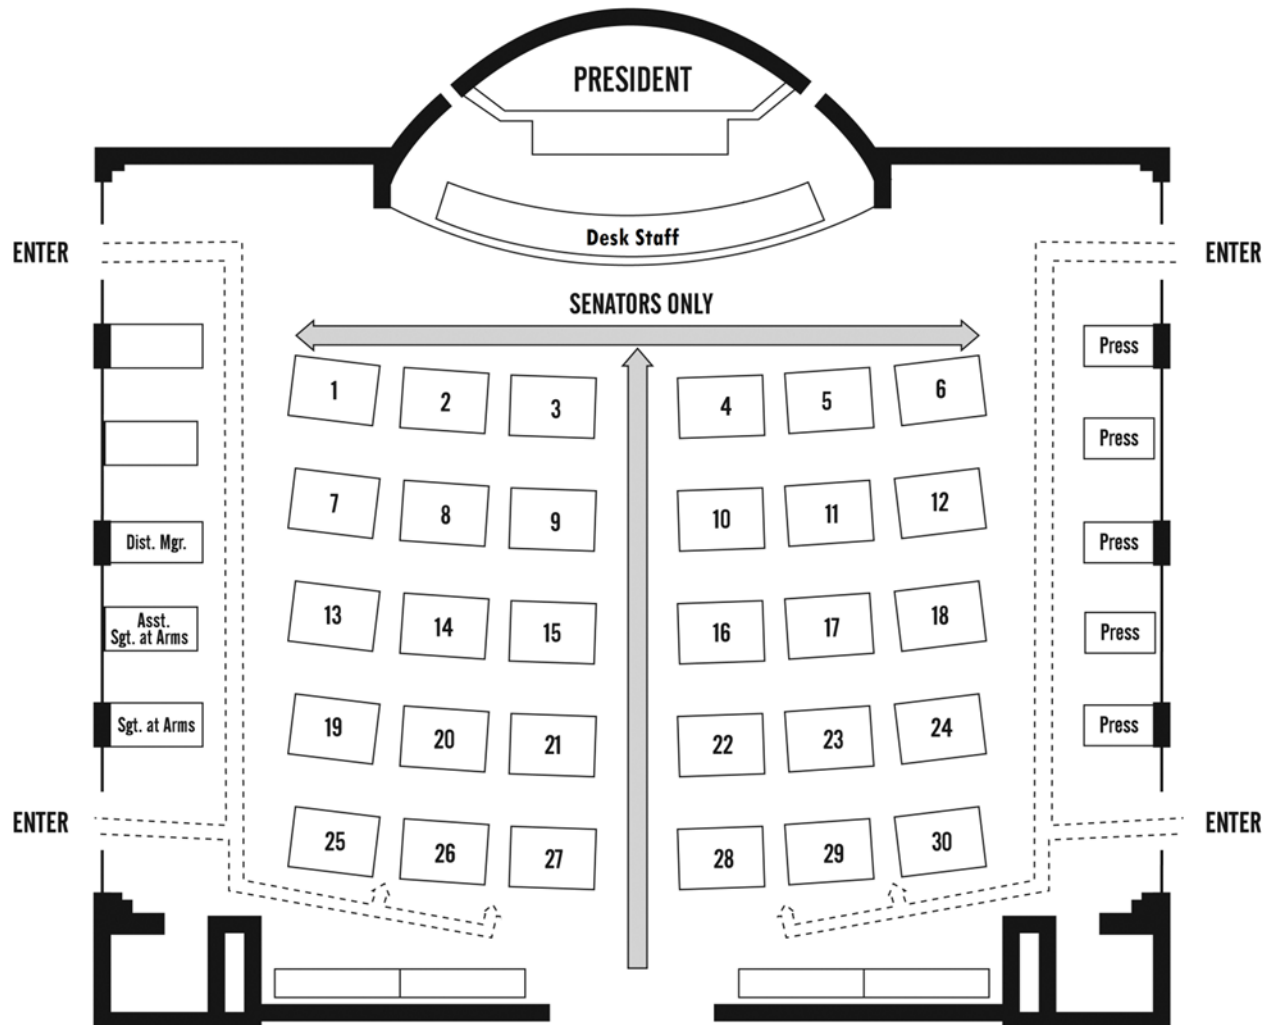 PRESIDENT
Desk Staff
ENTER
ENTER
SENATORS ONLY
Press
1
2
3
4
5
6
Press
7
8
9
10
11
12
Dist. Mgr.
Press
13
14
15
16
17
18
Asst.
Sgt. at Arms
Press
19
20
21
22
23
24
Sgt. at Arms
Press
ENTER
ENTER
25
26
27
28
29
30